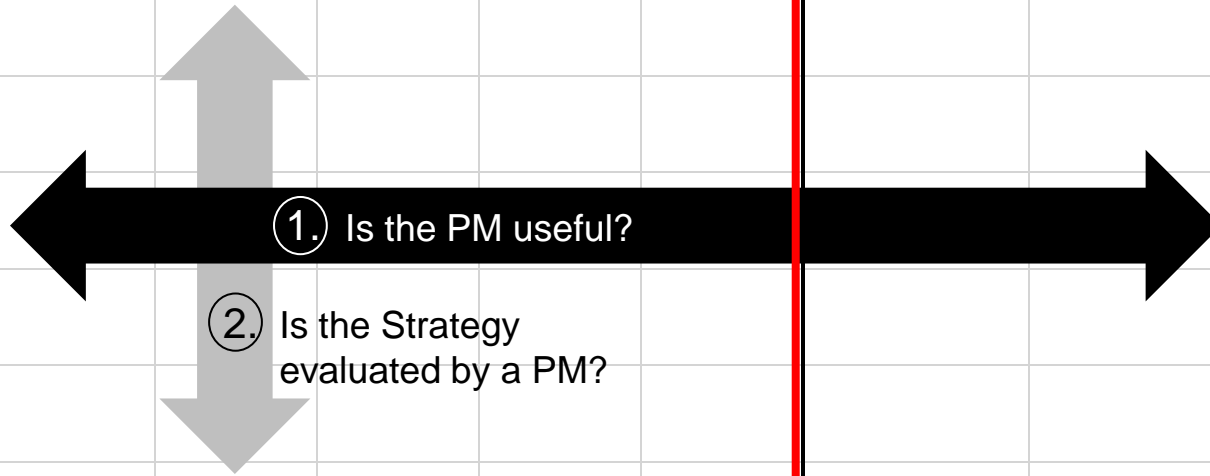 1. Is the PM useful?
2. Is the Strategy
evaluated by a PM?